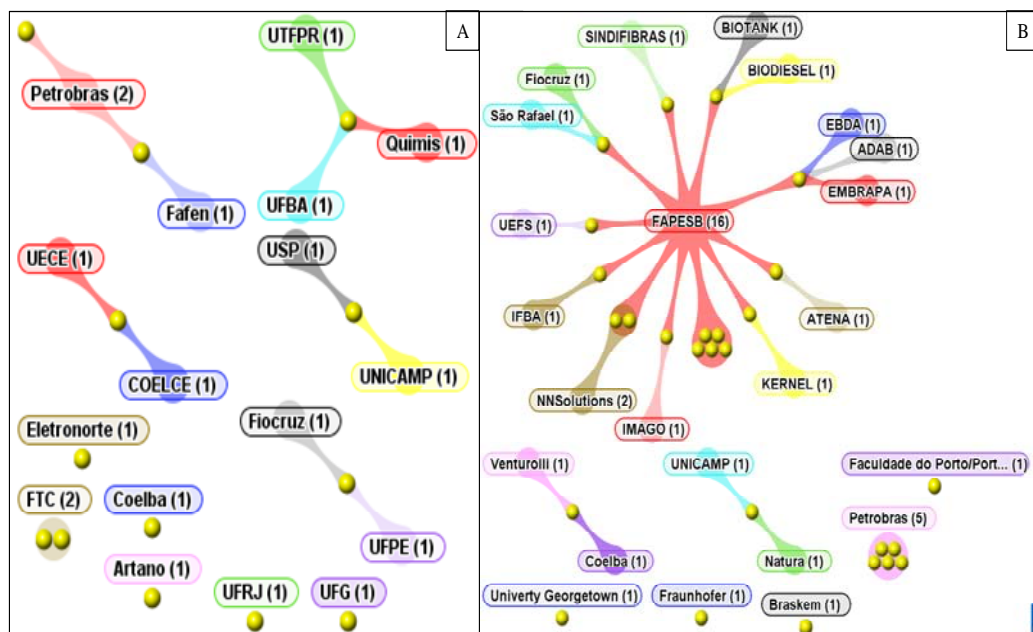 A
UTFPR (1)
Petrobras (2)
Quimis (1)
Fafen (1)
UFBA (1)
UECE (1)
USP (1)
COELCE (1)
UNICAMP (1)
Eletronorte (1)
Fiocruz (1)
FTC (2)
Coelba (1)
UFPE (1)
Artano (1)
UFRJ (1)
UFG (1)
B
SINDIFIBRAS (1)
BIOTANK (1)
Fiocruz (1)
BIODIESEL (1)
São Rafael (1)
EBDA (1)
ADAB (1)
EMBRAPA (1)
UEFS (1)
FAPESB (16)
IFBA (1)
ATENA (1)
NNSolutions (2)
KERNEL (1)
IMAGO (1)
Venturolli (1)
UNICAMP (1)
Faculdade do Porto/Port... (1)
Petrobras (5)
Coelba (1)
Natura (1)
Univerty Georgetown (1)
Fraunhofer (1)
Braskem (1)